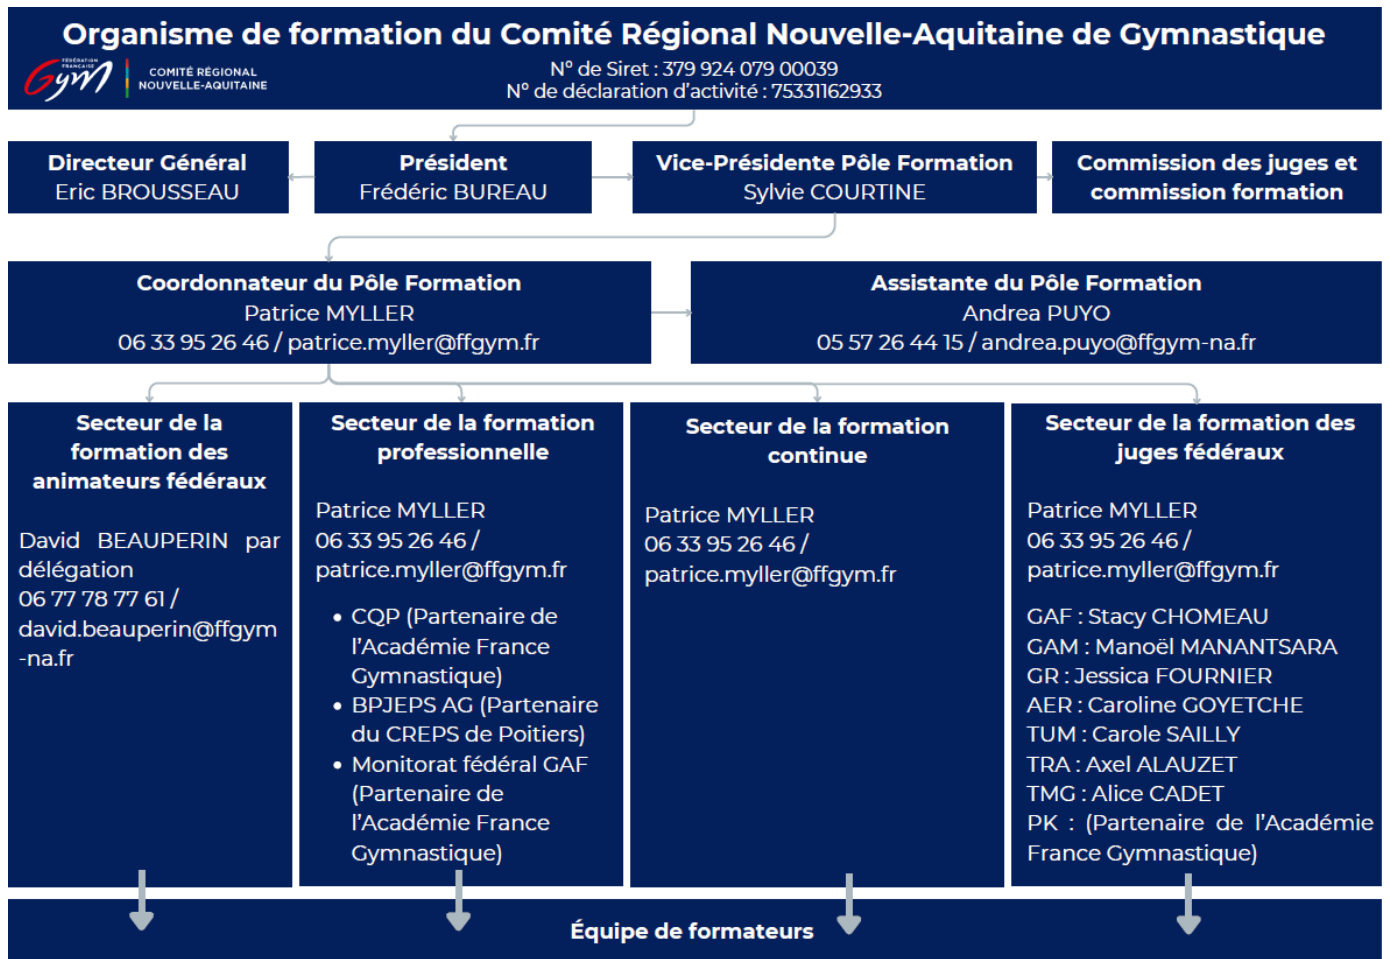 Organisme de formation du Comité Régional Nouvelle-Aquitaine de Gymnastique
FÉDÉRATION
FRANÇAISE
Gym
COMITÉ RÉGIONAL
NOUVELLE-AQUITAINE
N° de Siret : 379 924 079 00039
N° de déclaration d'activité : 75331162933
Directeur Général
Eric BROUSSEAU
Président
Frédéric BUREAU
Vice-Présidente Pôle Formation
Sylvie COURTINE
Commission des juges et
commission formation
Coordonnateur du Pôle Formation
Patrice MYLLER
06 33 95 26 46 / patrice.myller@ffgym.fr
Assistante du Pôle Formation
Andrea PUYO
05 57 26 44 15 / andrea.puyo@ffgym-na.fr
Secteur de la
formation des
animateurs fédéraux
David BEAUPERIN par
délégation
06 77 78 77 61 /
david.beauperin@ffgym
-na.fr
Secteur de la formation
professionnelle
Patrice MYLLER
06 33 95 26 46 /
patrice.myller@ffgym.fr
• CQP (Partenaire de
l'Académie France
Gymnastique)
• BPJEPS AG (Partenaire
du CREPS de Poitiers)
• Monitorat fédéral GAF
(Partenaire de
l'Académie France
Gymnastique)
Secteur de la formation
continue
Patrice MYLLER
06 33 95 26 46 /
patrice.myller@ffgym.fr
Secteur de la formation des
juges fédéraux
Patrice MYLLER
06 33 95 26 46 /
patrice.myller@ffgym.fr
GAF : Stacy CHOMEAU
GAM : Manoël MANANTSARA
GR : Jessica FOURNIER
AER : Caroline GOYETCHE
TUM : Carole SAILLY
TRA : Axel ALAUZET
TMG : Alice CADET
PK : (Partenaire de l'Académie
France Gymnastique)
Équipe de formateurs